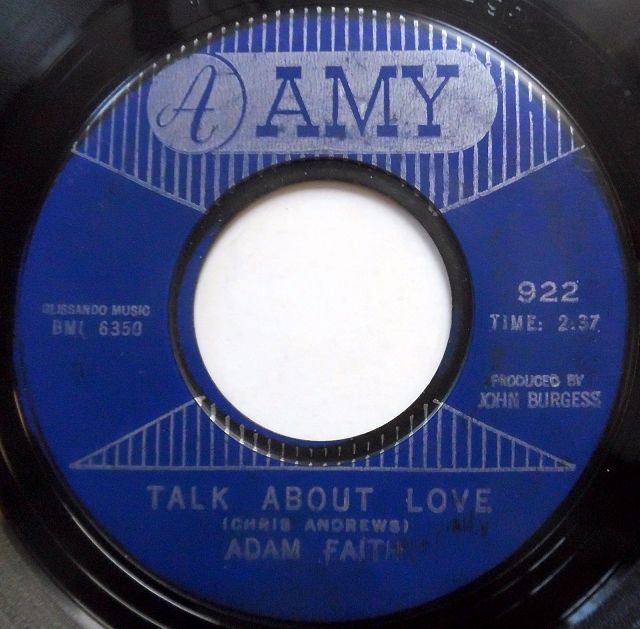 A AMY
922
TIME: 2:37
BLISSANDO MUSIC
BMI 6350
PRODUCED BY
JOHN BURGESS
TALK ABOUT LOVE
(CHRIS ANDREWS)
ADAM FAITH